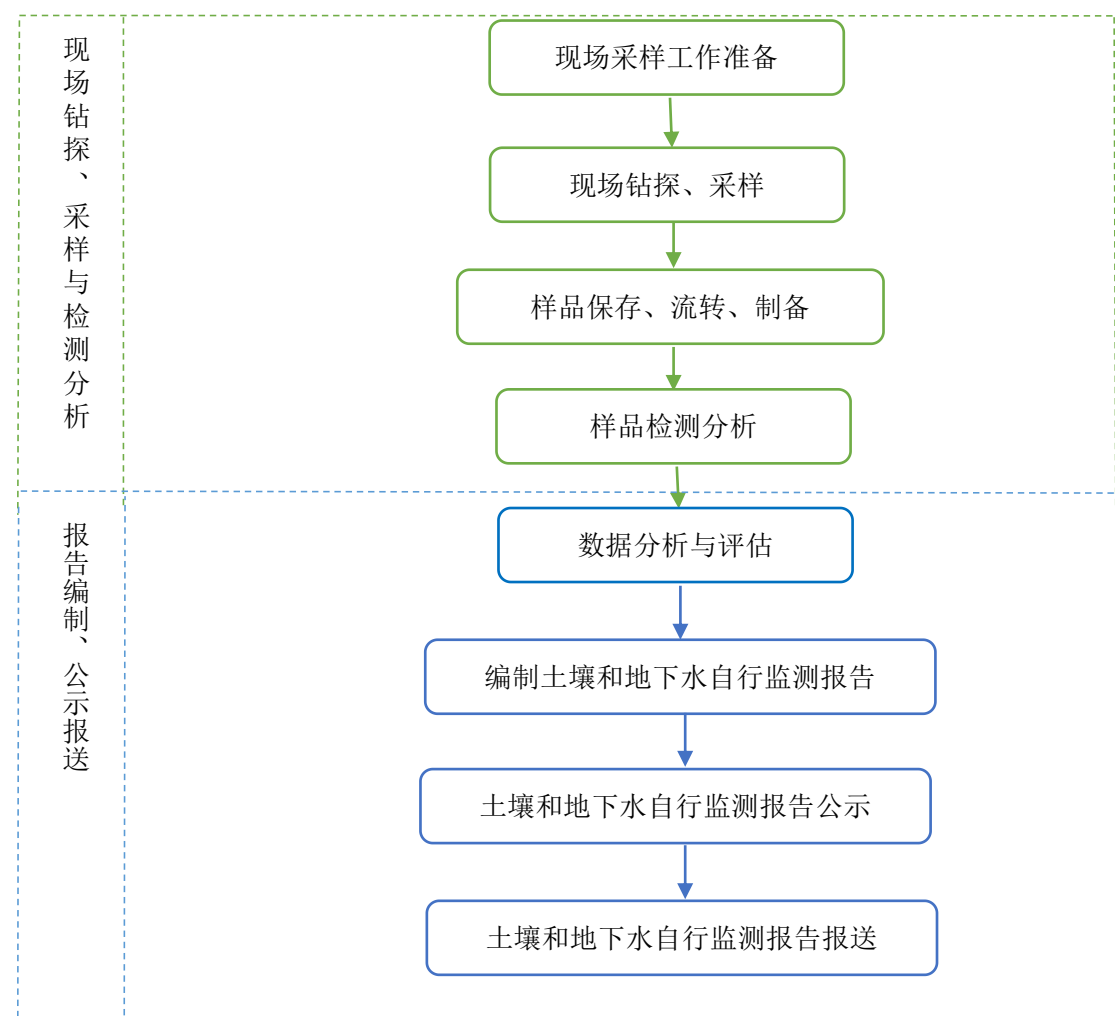 现场钻探、采样与检测分析
现场采样工作准备
现场钻探、采样
样品保存、流转、制备
样品检测分析
报告编制、公示报送
数据分析与评估
编制土壤和地下水自行监测报告
土壤和地下水自行监测报告公示
土壤和地下水自行监测报告报送